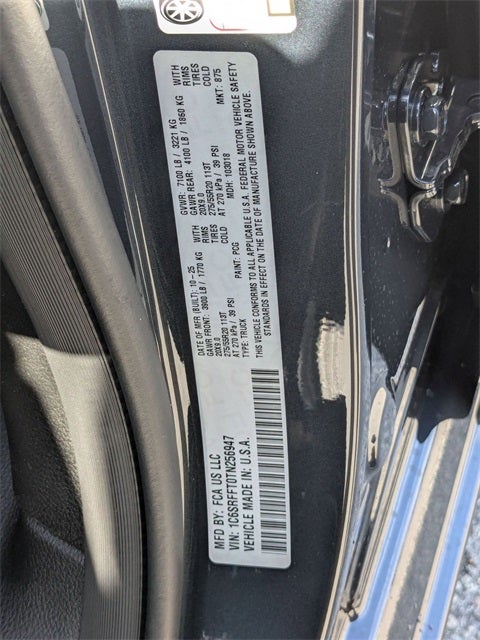 MFD BY: FCA US LLC
VIN: 1C6SRFFT0TN256947
VEHICLE MADE IN: U.S.A.
DATE OF MFR (BUILT): 10-25 GVWR: 7100 LB / 3221 KG
GAWR FRONT: 3900 LB / 1770 KG WITH GAWR REAR: 4100 LB / 1860 KG WITH
20X9.0 RIMS 20X9.0 RIMS
275/55R20 113T TIRES 275/55R20 113T TIRES
AT 270 kPa / 39 PSI COLD AT 270 kPa / 39 PSI COLD
TYPE: TRUCK PAINT: PCG MDH: 103018 MKT: 875
THIS VEHICLE CONFORMS TO ALL APPLICABLE U.S.A. FEDERAL MOTOR VEHICLE SAFETY
STANDARDS IN EFFECT ON THE DATE OF MANUFACTURE SHOWN ABOVE.